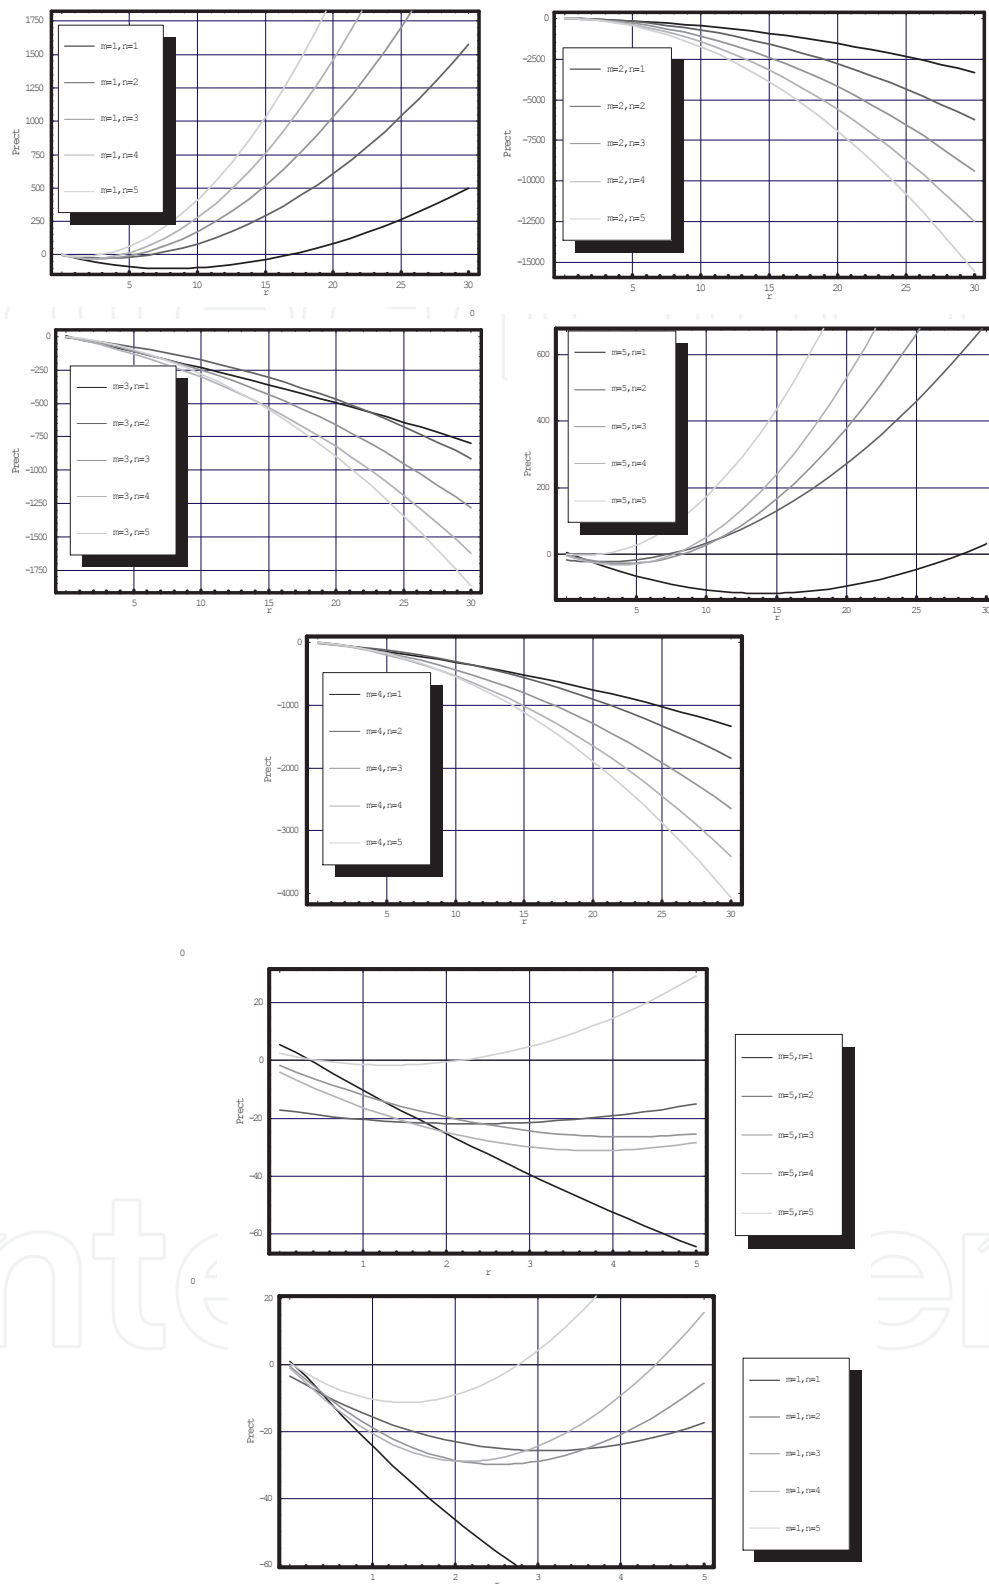 1750
1500
1250
1000
750
500
250
0
Prect
m=1,n=1
m=1,n=2
m=1,n=3
m=1,n=4
m=1,n=5
5 10 15 20 25 30
r
0
-2500
-5000
-7500
-10000
-12500
-15000
Prect
m=2,n=1
m=2,n=2
m=2,n=3
m=2,n=4
m=2,n=5
5 10 15 20 25 30
r
0
0
-250
-500
-750
-1000
-1250
-1500
-1750
Prect
m=3,n=1
m=3,n=2
m=3,n=3
m=3,n=4
m=3,n=5
5 10 15 20 25 30
r
600
400
200
0
Prect
m=5,n=1
m=5,n=2
m=5,n=3
m=5,n=4
m=5,n=5
5 10 15 20 25 30
r
0
-1000
-2000
-3000
-4000
Prect
m=4,n=1
m=4,n=2
m=4,n=3
m=4,n=4
m=4,n=5
5 10 15 20 25 30
r
0
20
0
-20
-40
-60
Prect
1 2 3 4 5
r
m=5,n=1
m=5,n=2
m=5,n=3
m=5,n=4
m=5,n=5
0
20
0
-20
-40
-60
Prect
1 2 3 4 5
m=1,n=1
m=1,n=2
m=1,n=3
m=1,n=4
m=1,n=5